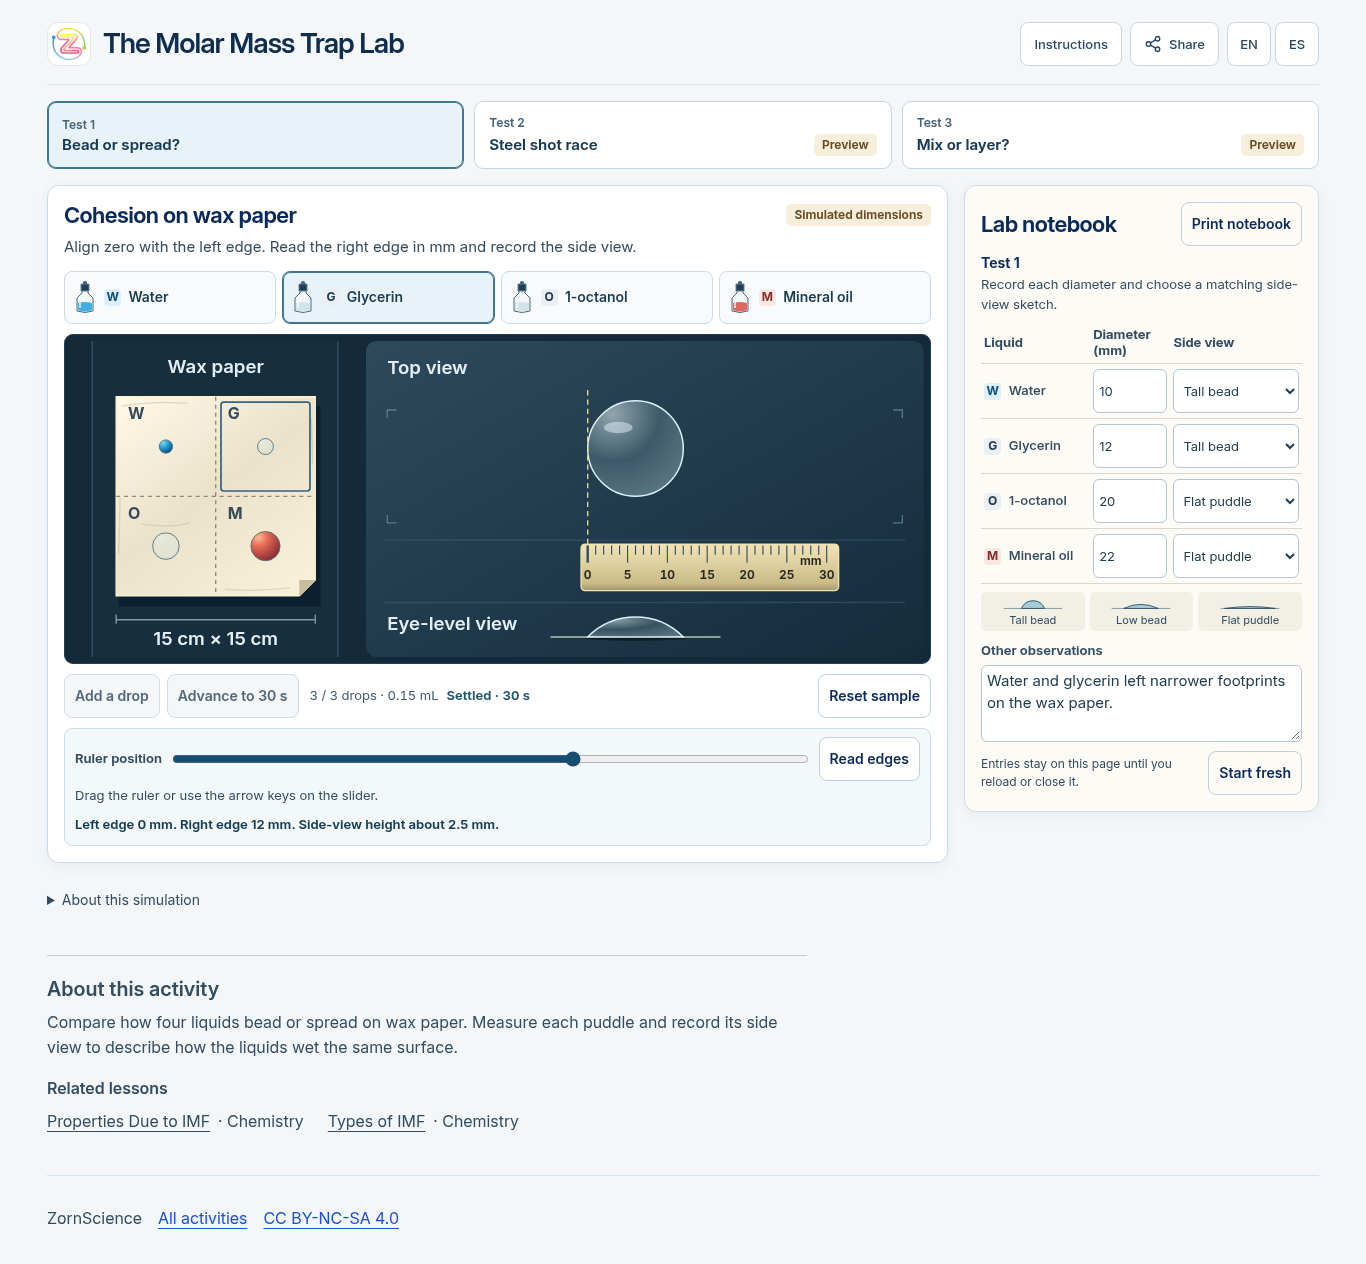 The Molar Mass Trap Lab
Instructions
Share
EN
ES
Test 1
Bead or spread?
Test 2
Steel shot race
Preview
Test 3
Mix or layer?
Preview
Cohesion on wax paper
Simulated dimensions
Align zero with the left edge. Read the right edge in mm and record the side view.
W Water
G Glycerin
O 1-octanol
M Mineral oil
Wax paper
W
G
O
M
15 cm × 15 cm
Top view
mm
0 5 10 15 20 25 30
Eye-level view
Add a drop
Advance to 30 s
3 / 3 drops · 0.15 mL Settled · 30 s
Reset sample
Ruler position
Read edges
Drag the ruler or use the arrow keys on the slider.
Left edge 0 mm. Right edge 12 mm. Side-view height about 2.5 mm.
Lab notebook
Print notebook
Test 1
Record each diameter and choose a matching side-
view sketch.
Liquid Diameter (mm) Side view
W Water 10 Tall bead
G Glycerin 12 Tall bead
O 1-octanol 20 Flat puddle
M Mineral oil 22 Flat puddle
Tall bead
Low bead
Flat puddle
Other observations
Water and glycerin left narrower footprints
on the wax paper.
Entries stay on this page until you
reload or close it.
Start fresh
About this simulation
About this activity
Compare how four liquids bead or spread on wax paper. Measure each puddle and record its side
view to describe how the liquids wet the same surface.
Related lessons
Properties Due to IMF · Chemistry Types of IMF · Chemistry
ZornScience All activities CC BY-NC-SA 4.0